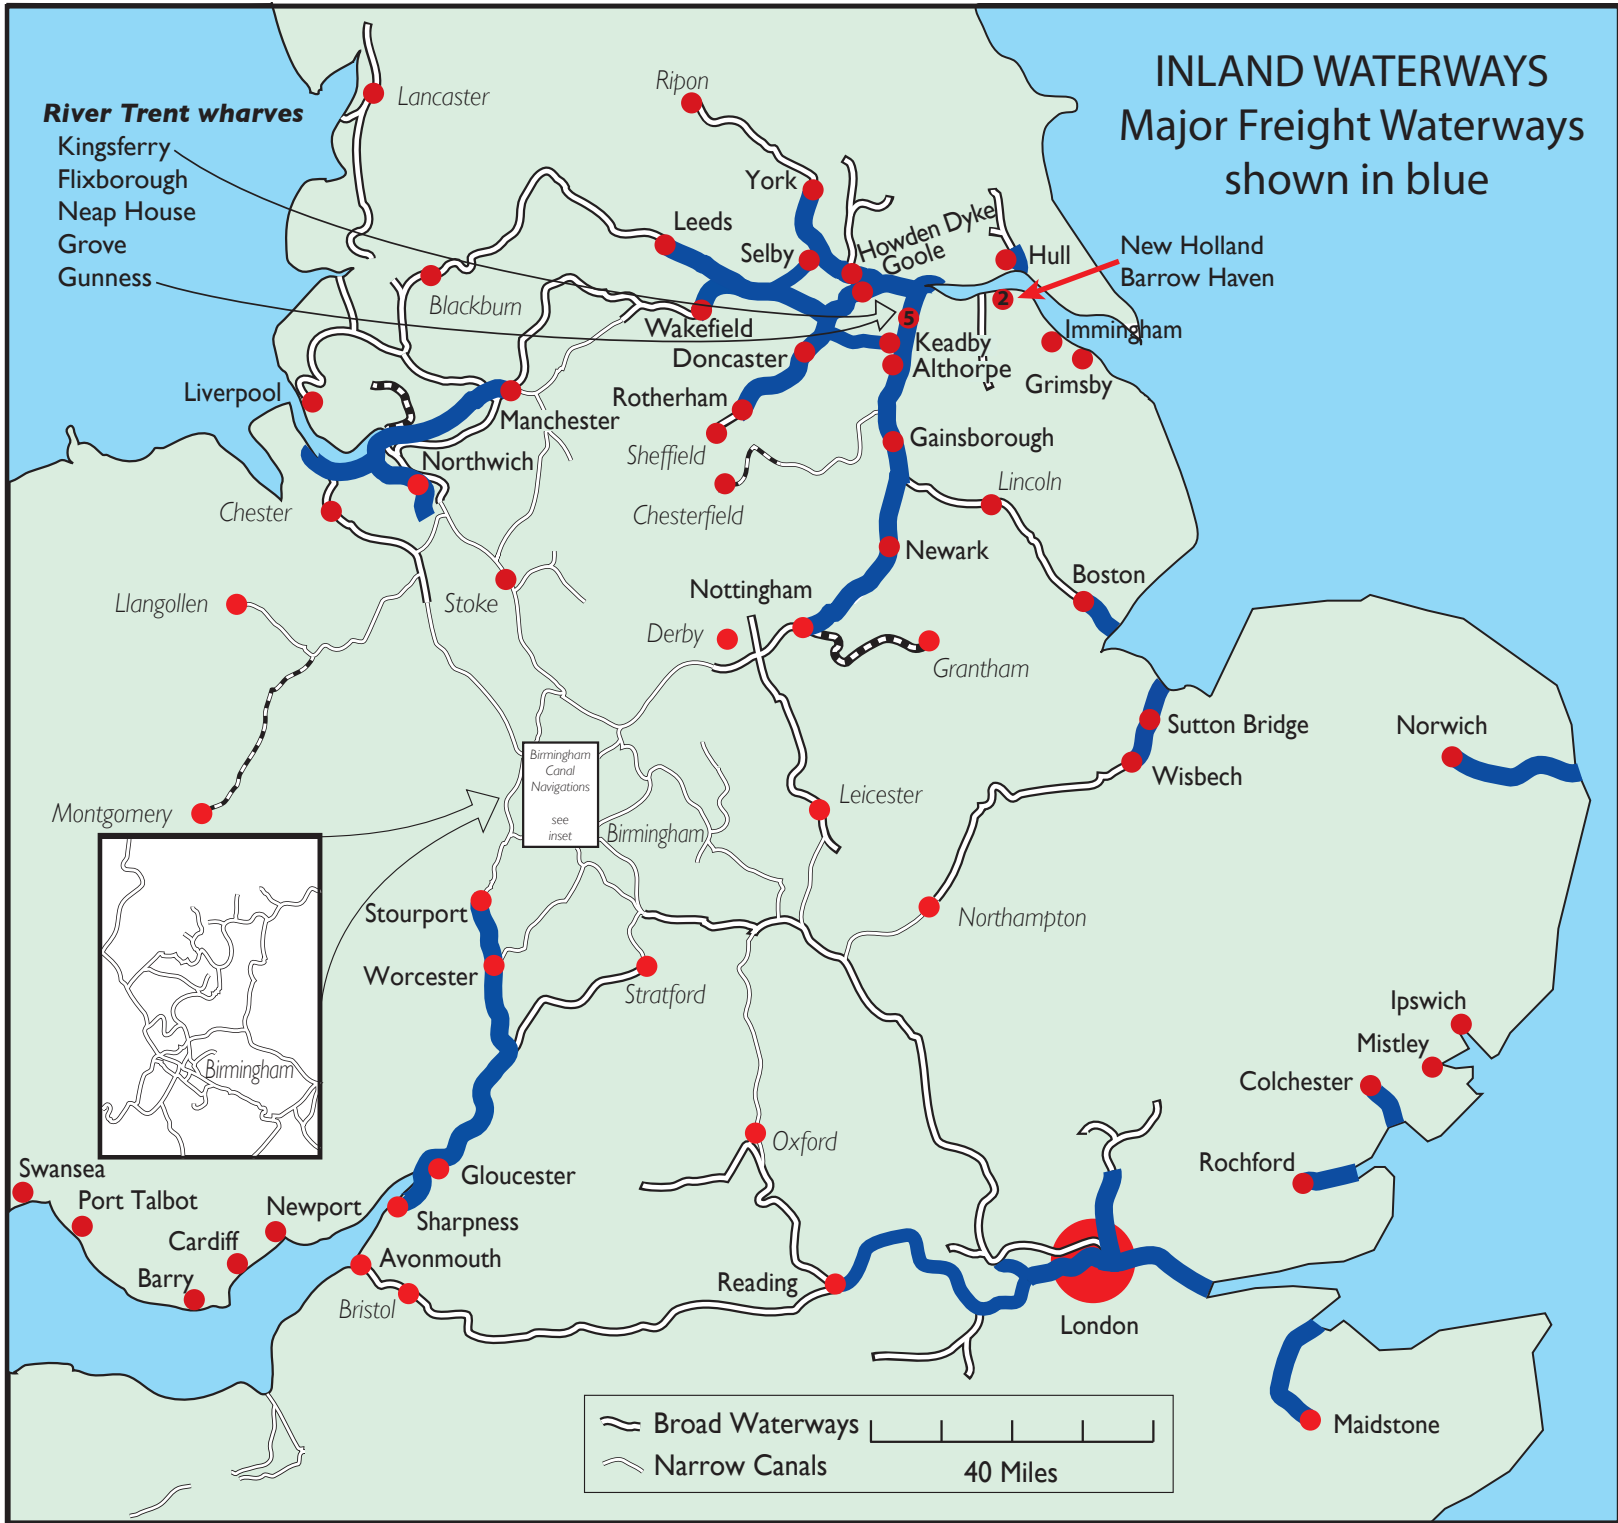 INLAND WATERWAYS
Major Freight Waterways
shown in blue
River Trent wharves
Kingsferry
Flixborough
Neap House
Grove
Gunness
Lancaster
Ripon
York
Leeds
Selby
Howden Dyke
Goole
Hull
New Holland
Barrow Haven
2
5
Blackburn
Wakefield
Doncaster
Keadby
Althorpe
Immingham
Grimsby
Liverpool
Manchester
Rotherham
Sheffield
Gainsborough
Northwich
Chester
Chesterfield
Lincoln
Newark
Llangollen
Stoke
Nottingham
Boston
Derby
Grantham
Sutton Bridge
Norwich
Wisbech
Birmingham
Canal
Navigations
see
inset
Montgomery
Birmingham
Leicester
Stourport
Northampton
Worcester
Stratford
Birmingham
Ipswich
Mistley
Colchester
Oxford
Rochford
Swansea
Port Talbot
Newport
Gloucester
Cardiff
Sharpness
Barry
Avonmouth
Bristol
Reading
London
Maidstone
Broad Waterways
Narrow Canals
40 Miles